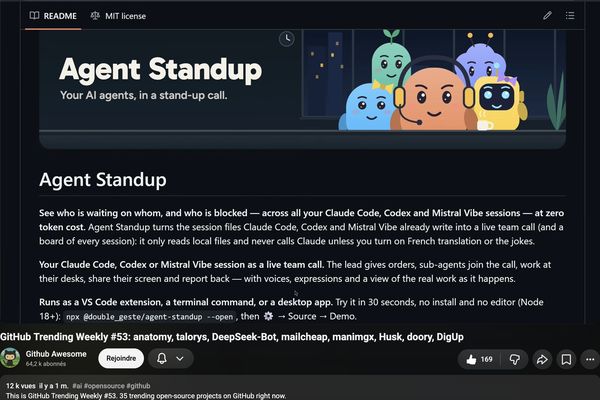 README
MIT license
Agent Standup
Your AI agents, in a stand-up call.
Agent Standup
See who is waiting on whom, and who is blocked — across all your Claude Code, Codex and Mistral Vibe sessions — at zero
token cost. Agent Standup turns the session files Claude Code, Codex and Mistral Vibe already write into a live team call (and a
board of every session): it only reads local files and never calls Claude unless you turn on French translation or the jokes.
Your Claude Code, Codex or Mistral Vibe session as a live team call. The lead gives orders, sub-agents join the call, work at
their desks, share their screen and report back — with voices, expressions and a view of the real work as it happens.
Runs as a VS Code extension, a terminal command, or a desktop app. Try it in 30 seconds, no install and no editor (Node
18+): npx @double_geste/agent-standup --open, then ⚙ → Source → Demo.
GitHub Trending Weekly #53: anatomy, talorys, DeepSeek-Bot, mailcheap, manimgx, Husk, doory, DigUp
Github Awesome
64,2 k abonnés
Rejoindre
169
12 k vues il y a 1 m. #ai #opensource #github
This is GitHub Trending Weekly #53. 35 trending open-source projects on GitHub right now.